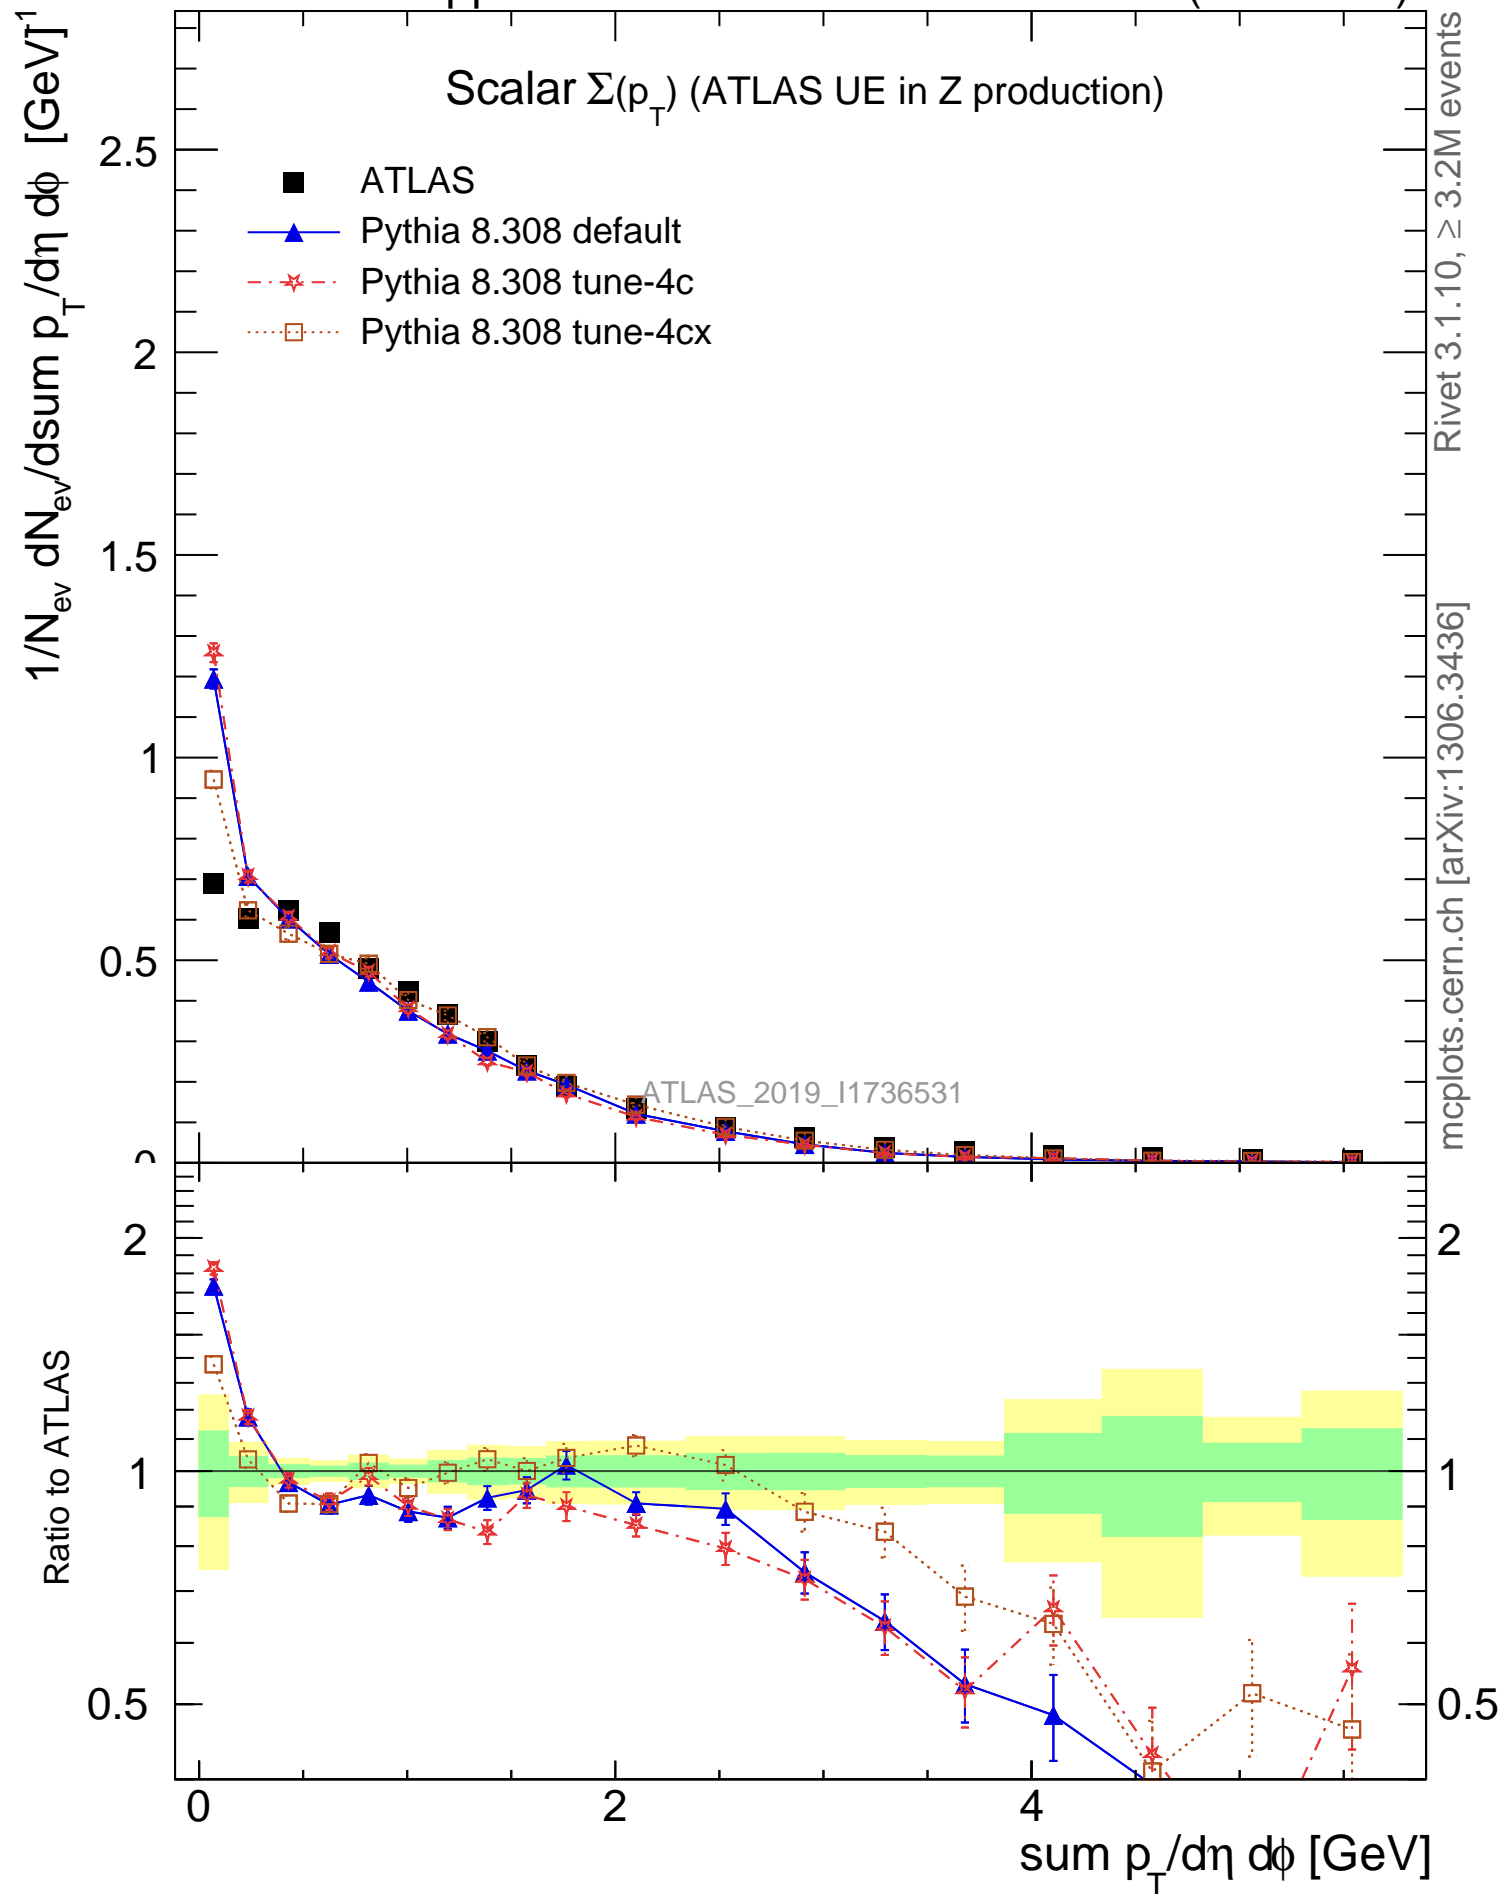 1/N_ev dN_ev/dsum p_T/dη dϕ [GeV]^-1
Scalar Σ(p_T) (ATLAS UE in Z production)
ATLAS
Pythia 8.308 default
Pythia 8.308 tune-4c
Pythia 8.308 tune-4cx
2.5
2
1.5
1
0.5
0
ATLAS_2019_I1736531
Rivet 3.1.10, ≥ 3.2M events
mcplots.cern.ch [arXiv:1306.3436]
Ratio to ATLAS
2
1
0.5
2
1
0.5
0
2
4
sum p_T/dη dϕ [GeV]